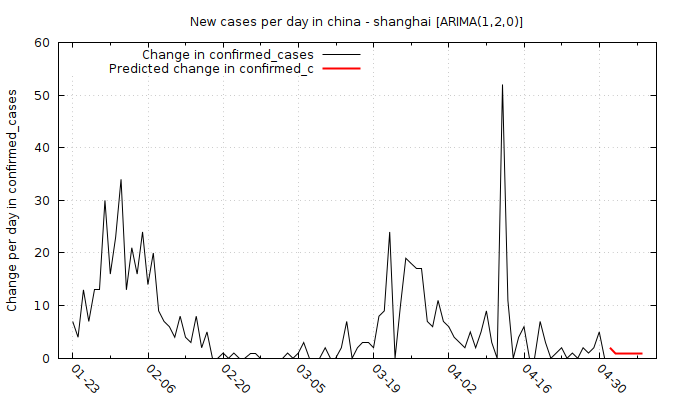 New cases per day in china - shanghai [ARIMA(1,2,0)]
Change in confirmed_cases
Predicted change in confirmed_c
Change per day in confirmed_cases
60
50
40
30
20
10
0
01-23 02-06 02-20 03-05 03-19 04-02 04-16 04-30